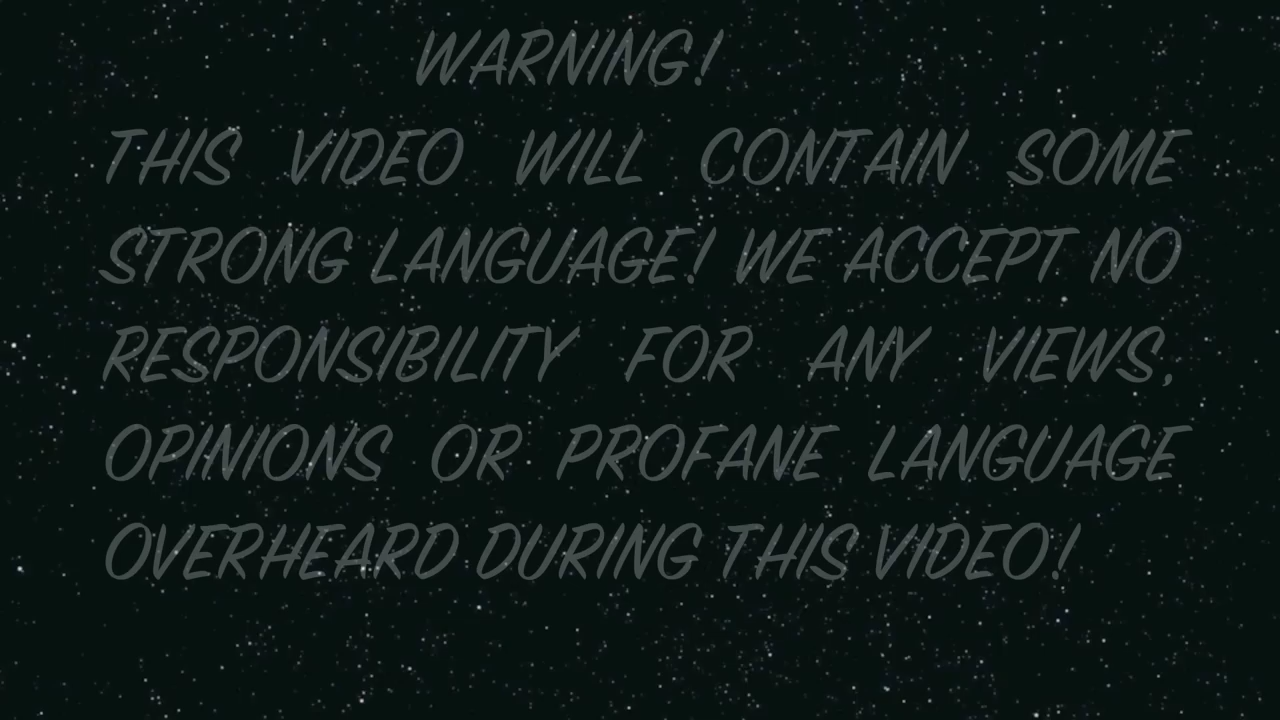 WARNING!
THIS VIDEO WILL CONTAIN SOME
STRONG LANGUAGE! WE ACCEPT NO
RESPONSIBILITY FOR ANY VIEWS,
OPINIONS OR PROFANE LANGUAGE
OVERHEARD DURING THIS VIDEO!